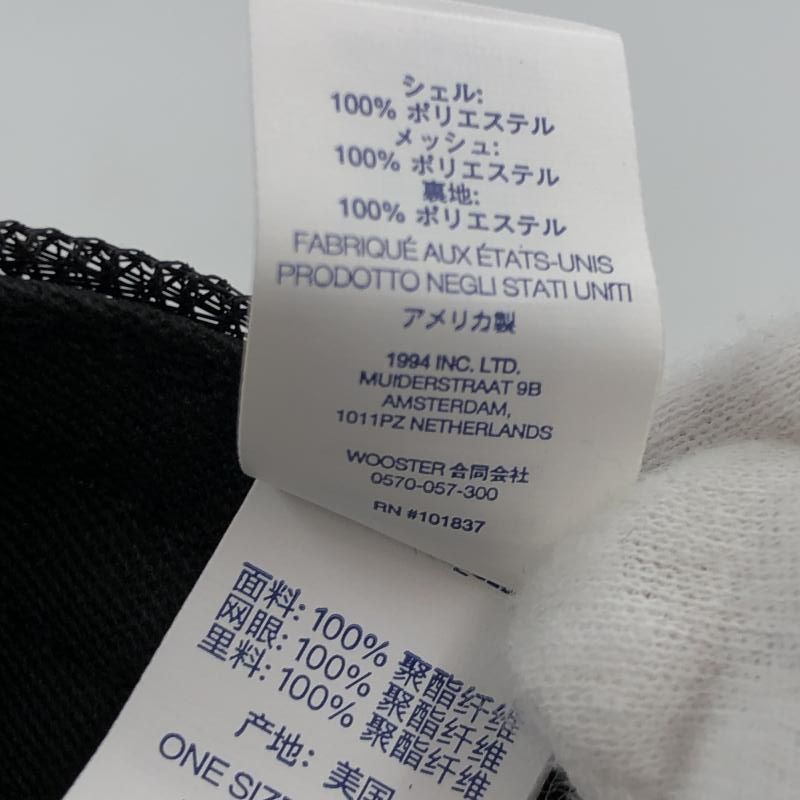 シェル:
100% ポリエステル
メッシュ:
100% ポリエステル
裏地:
100% ポリエステル
FABRIQUÉ AUX ÉTATS-UNIS
PRODOTTO NEGLI STATI UNITI
アメリカ製
1994 INC. LTD.
MUIDERSTRAAT 9B
AMSTERDAM,
1011PZ NETHERLANDS
WOOSTER 合同会社
0570-057-300
RN #101837
面料: 100% 聚酯纤维
网眼: 100% 聚酯纤维
里料: 100% 聚酯纤维
产地: 美国
ONE SIZE